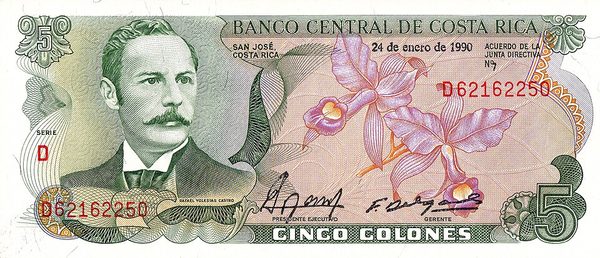 5
BANCO CENTRAL DE COSTA RICA
SAN JOSÉ,
COSTA RICA
24 de enero de 1990
ACUERDO DE LA
JUNTA DIRECTIVA
D62162250
SERIE
D
D62162250
RAFAEL YGLESIAS CASTRO
PRESIDENTE EJECUTIVO
GERENTE
5
CINCO COLONES